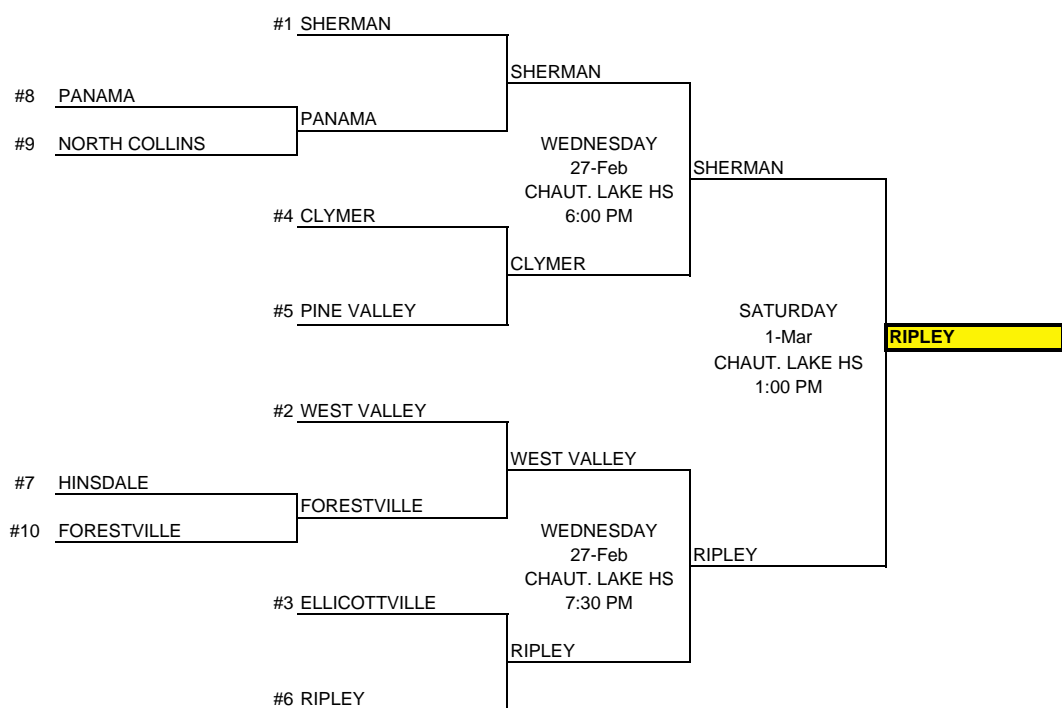 #1 SHERMAN
SHERMAN
#8 PANAMA
PANAMA
#9 NORTH COLLINS
WEDNESDAY
27-Feb
CHAUT. LAKE HS
6:00 PM
SHERMAN
#4 CLYMER
CLYMER
#5 PINE VALLEY
SATURDAY
1-Mar
CHAUT. LAKE HS
1:00 PM
RIPLEY
#2 WEST VALLEY
WEST VALLEY
#7 HINSDALE
FORESTVILLE
#10 FORESTVILLE
WEDNESDAY
27-Feb
CHAUT. LAKE HS
7:30 PM
RIPLEY
#3 ELLICOTTVILLE
RIPLEY
#6 RIPLEY